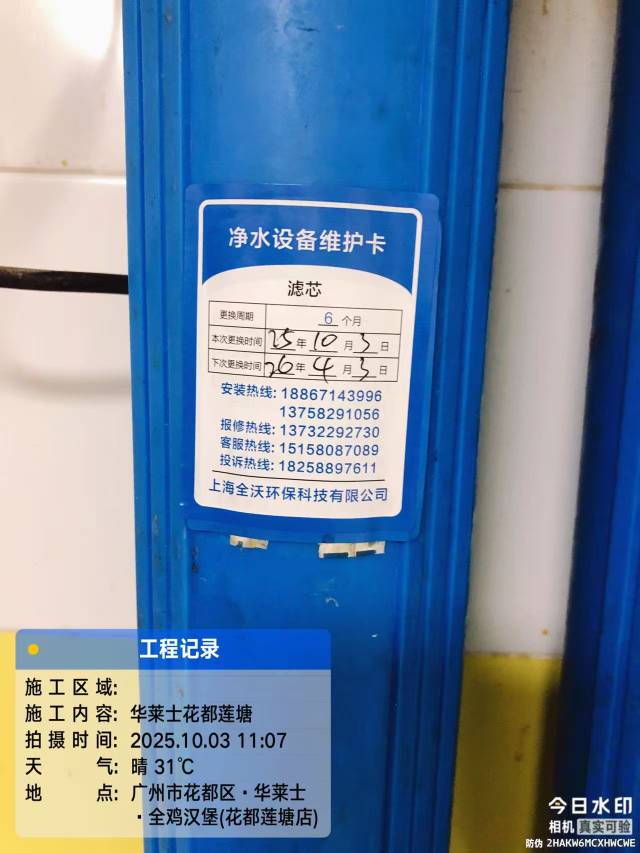 净水设备维护卡
滤芯
更换周期 6 个月
本次更换时间 25 年 10 月 3 日
下次更换时间 26 年 4 月 3 日
安装热线: 18867143996
13758291056
报修热线: 13732292730
客服热线: 15158087089
投诉热线: 18258897611
上海全沃环保科技有限公司
工程记录
施工区域:
施工内容: 华莱士花都莲塘
拍摄时间: 2025.10.03 11:07
天气: 晴 31℃
地点: 广州市花都区·华莱士
·全鸡汉堡(花都莲塘店)
今日水印
相机 真实可验
防伪 2HAKW6MCXHWCWE